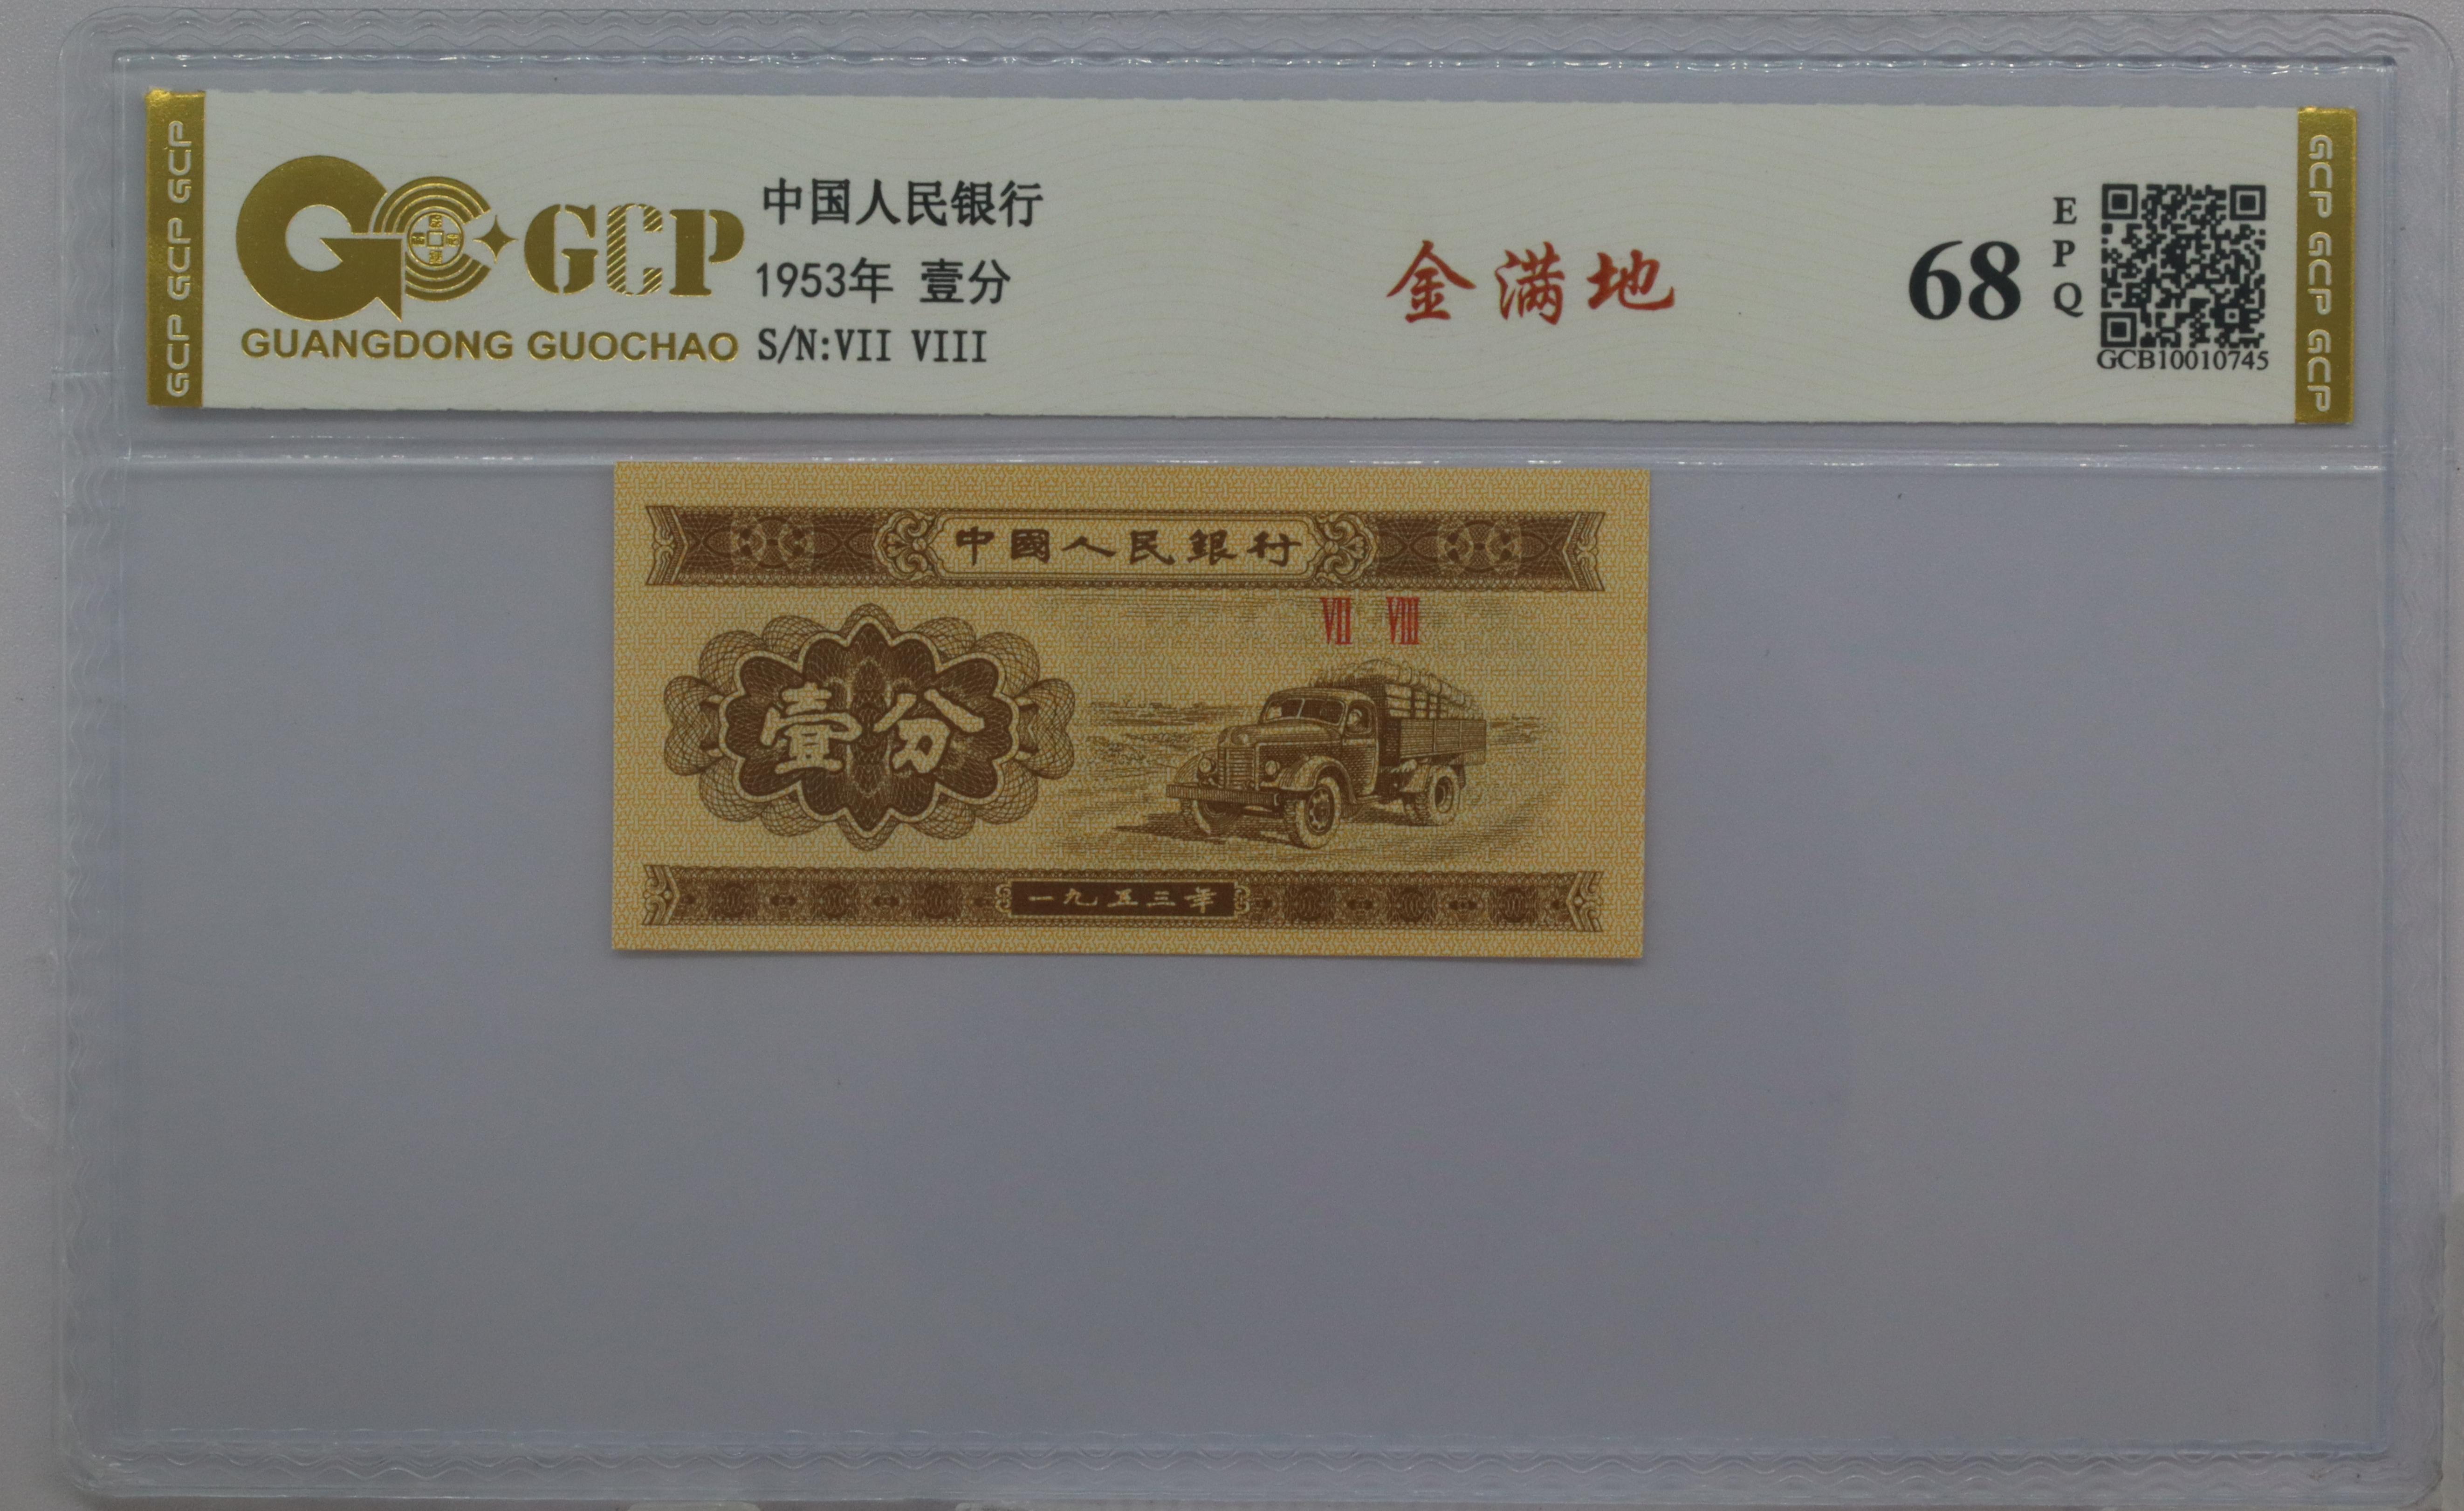 GCP GCP GCP
GCP
GUANGDONG GUOCHAO
中国人民银行
1953年 壹分
S/N:VII VIII
金满地
68
E
P
Q
GCB10010745
GCP GCP GCP
中國人民銀行
VII VIII
壹分
一九五三年